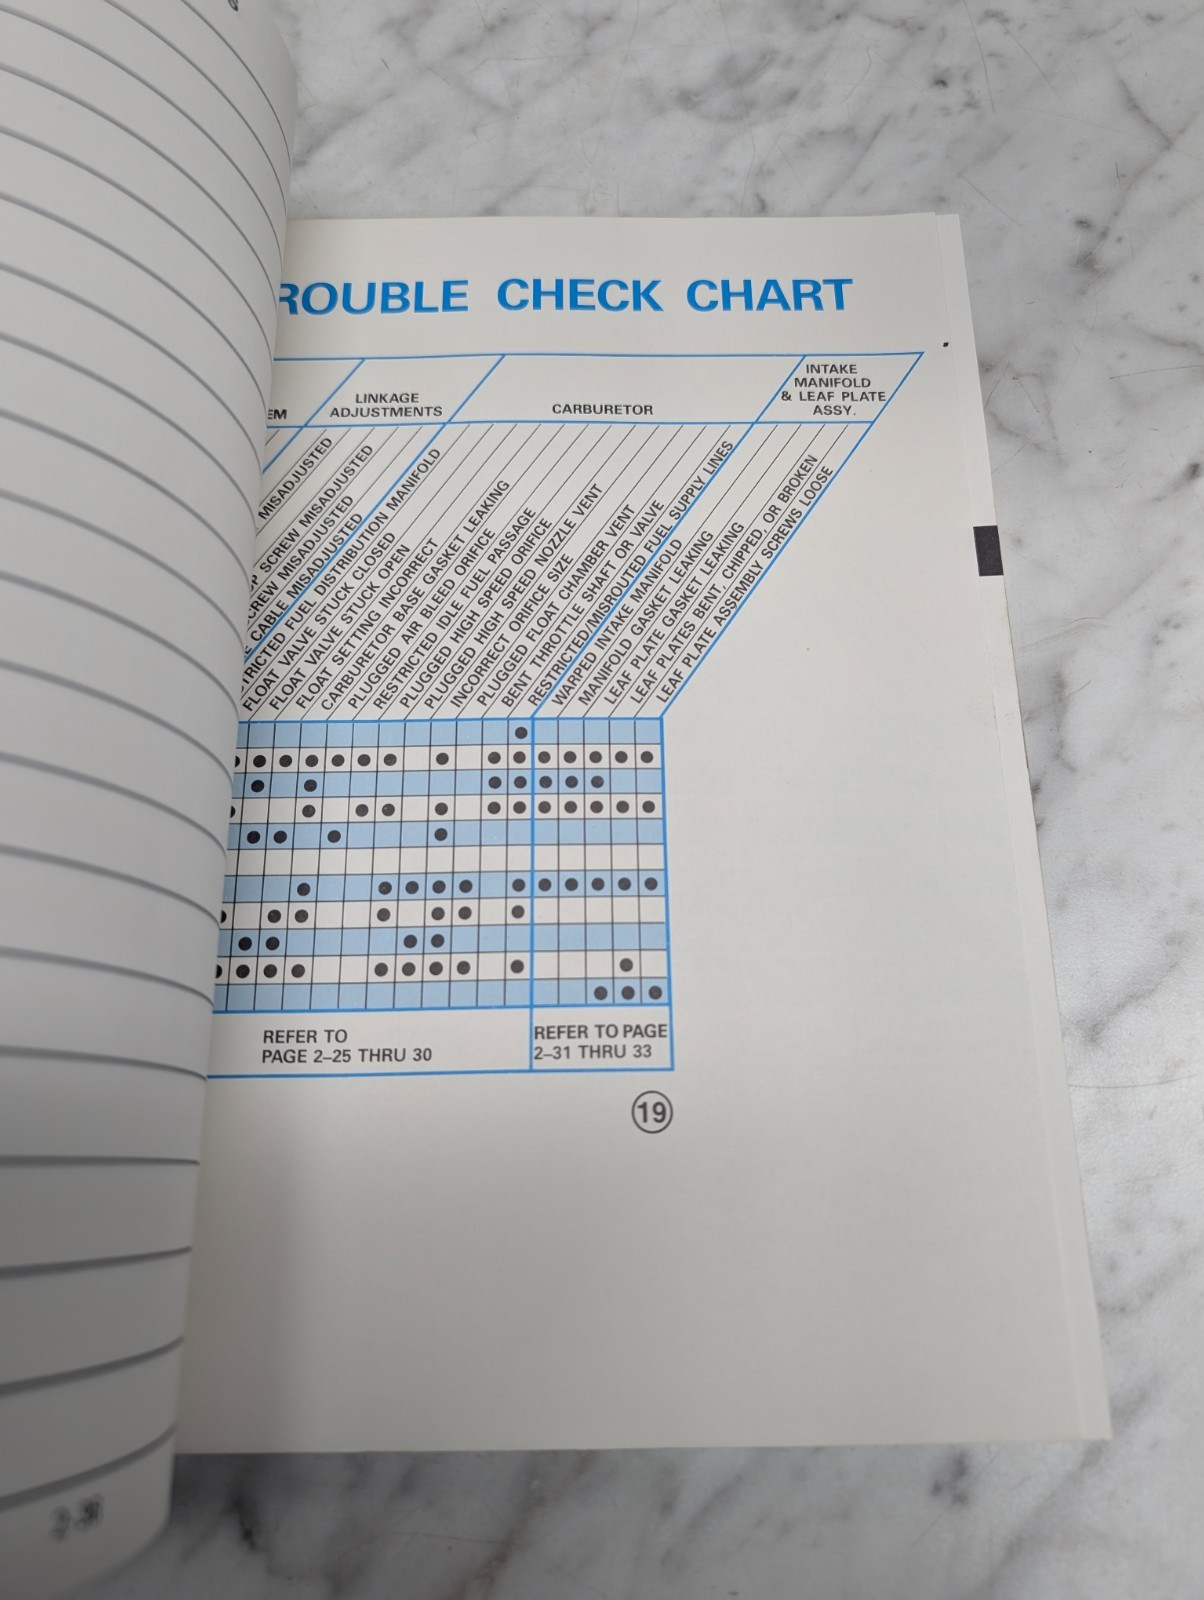 ROUBLE CHECK CHART
EM
LINKAGE
ADJUSTMENTS
CARBURETOR
INTAKE
MANIFOLD
& LEAF PLATE
ASSY.
MISADJUSTED
SCREW MISADJUSTED
MISADJUSTED
CABLE MISADJUSTED
FUEL DISTRIBUTION MANIFOLD
FLOAT VALVE STUCK CLOSED
FLOAT VALVE STUCK OPEN
FLOAT SETTING INCORRECT
CARBURETOR BASE GASKET LEAKING
PLUGGED AIR BLEED ORIFICE
RESTRICTED IDLE FUEL PASSAGE
PLUGGED HIGH SPEED ORIFICE
PLUGGED HIGH SPEED NOZZLE VENT
INCORRECT ORIFICE SIZE
PLUGGED FLOAT CHAMBER VENT
BENT THROTTLE SHAFT OR VALVE
RESTRICTED/MISROUTED FUEL SUPPLY LINES
WARPED INTAKE MANIFOLD
MANIFOLD GASKET LEAKING
LEAF PLATE GASKET LEAKING
LEAF PLATES BENT, CHIPPED, OR BROKEN
LEAF PLATE ASSEMBLY SCREWS LOOSE
REFER TO
PAGE 2–25 THRU 30
REFER TO PAGE
2–31 THRU 33
19